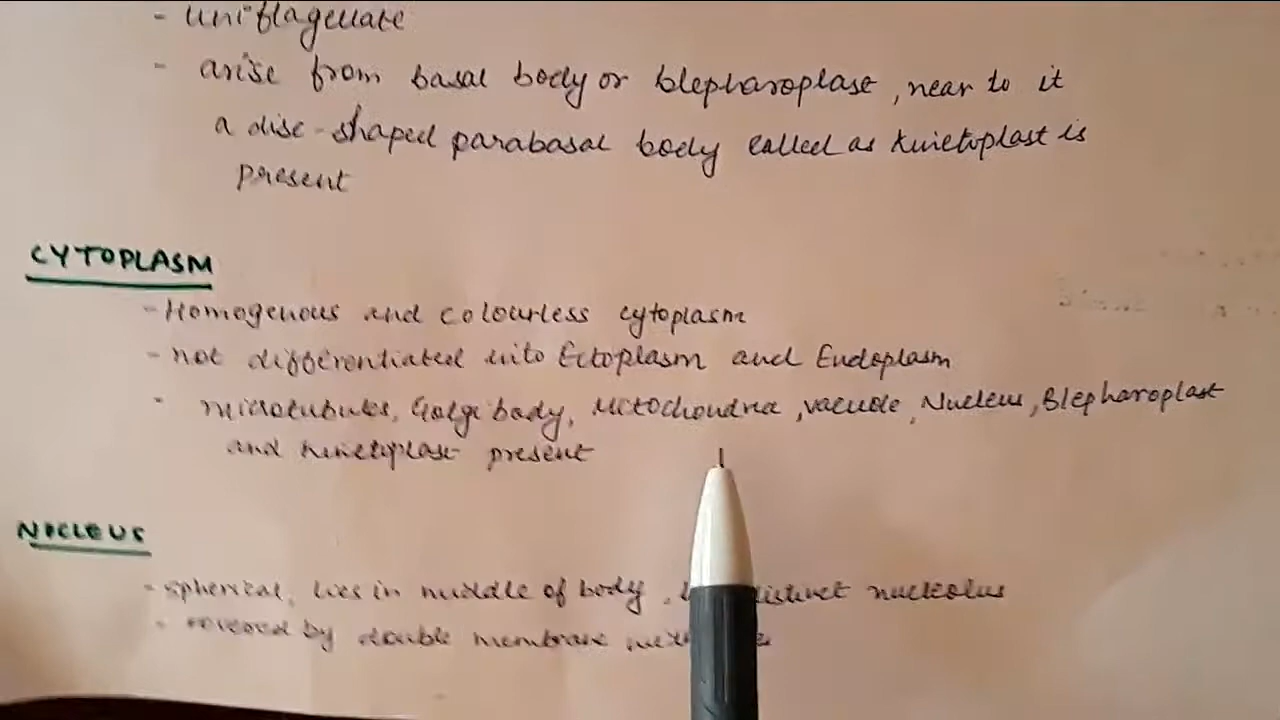 - uniflagellate
- arise from basal body or blepharoplast, near to it
a disc-shaped parabasal body called as kinetoplast is
present
CYTOPLASM
- Homogenous and colourless cytoplasm
- not differentiated into Ectoplasm and Endoplasm
- microtubules, Golgi body, Mitochondria, vacuole, Nucleus, Blepharoplast
and kinetoplast present
NUCLEUS
- spherical, lies in middle of body, distinct nucleolus
- covered by double membrane